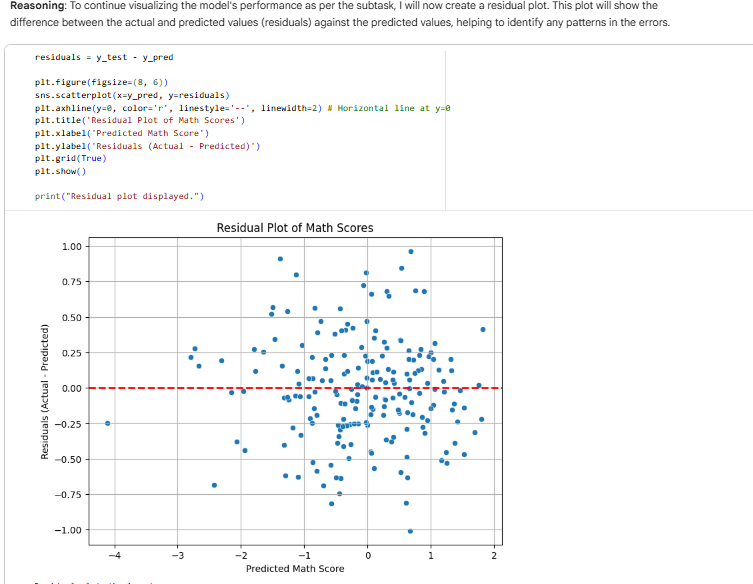 Reasoning: To continue visualizing the model's performance as per the subtask, I will now create a residual plot. This plot will show the
difference between the actual and predicted values (residuals) against the predicted values, helping to identify any patterns in the errors.
residuals = y_test - y_pred
plt.figure(figsize=(8, 6))
sns.scatterplot(x=y_pred, y=residuals)
plt.axhline(y=0, color='r', linestyle='--', linewidth=2) # Horizontal line at y=0
plt.title('Residual Plot of Math Scores')
plt.xlabel('Predicted Math Score')
plt.ylabel('Residuals (Actual - Predicted)')
plt.grid(True)
plt.show()
print("Residual plot displayed.")
Residual Plot of Math Scores
Residuals (Actual - Predicted)
1.00
0.75
0.50
0.25
0.00
−0.25
−0.50
−0.75
−1.00
−4 −3 −2 −1 0 1 2
Predicted Math Score